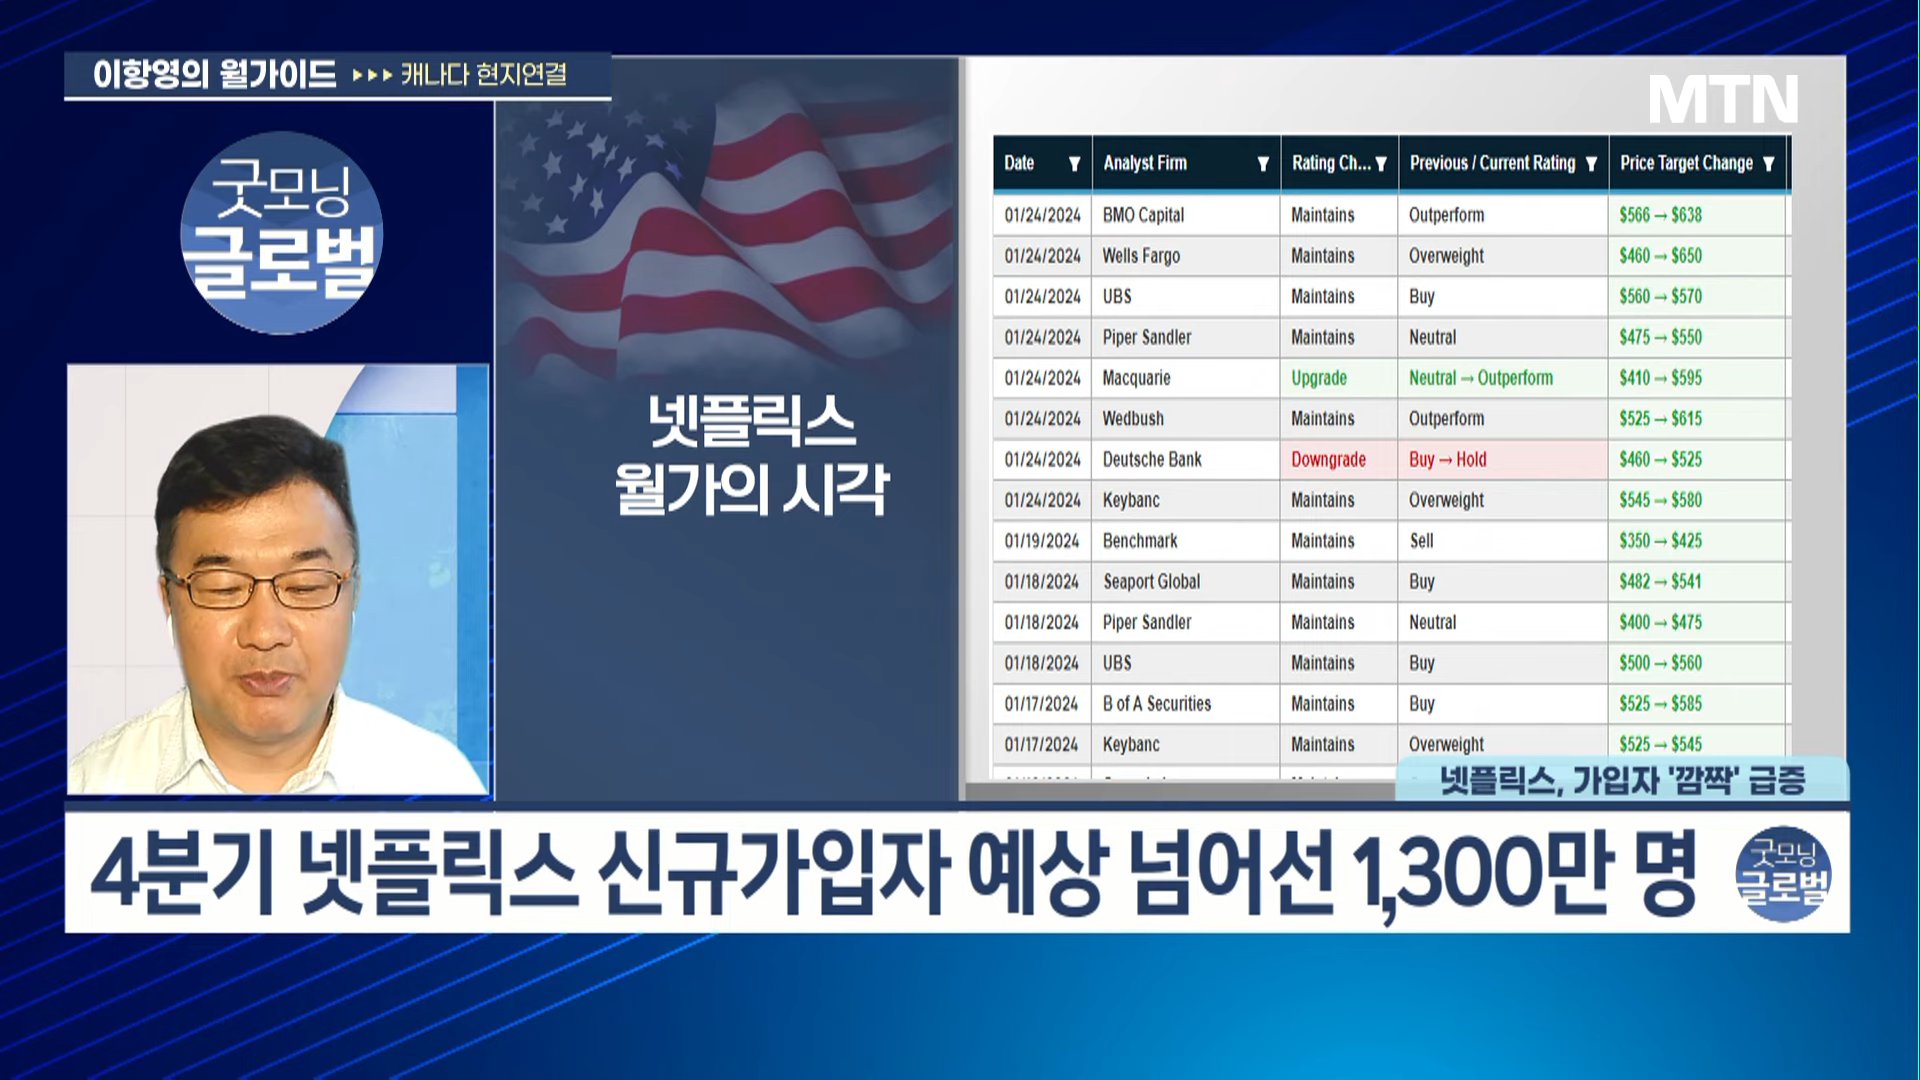 이항영의 월가이드 ▸▸▸ 캐나다 현지연결
MTN
굿모닝
글로벌
넷플릭스
월가의 시각
Date Analyst Firm Rating Ch... Previous / Current Rating Price Target Change
01/24/2024 BMO Capital Maintains Outperform $566 → $638
01/24/2024 Wells Fargo Maintains Overweight $460 → $650
01/24/2024 UBS Maintains Buy $560 → $570
01/24/2024 Piper Sandler Maintains Neutral $475 → $550
01/24/2024 Macquarie Upgrade Neutral → Outperform $410 → $595
01/24/2024 Wedbush Maintains Outperform $525 → $615
01/24/2024 Deutsche Bank Downgrade Buy → Hold $460 → $525
01/24/2024 Keybanc Maintains Overweight $545 → $580
01/19/2024 Benchmark Maintains Sell $350 → $425
01/18/2024 Seaport Global Maintains Buy $482 → $541
01/18/2024 Piper Sandler Maintains Neutral $400 → $475
01/18/2024 UBS Maintains Buy $500 → $560
01/17/2024 B of A Securities Maintains Buy $525 → $585
01/17/2024 Keybanc Maintains Overweight $525 → $545
넷플릭스, 가입자 '깜짝' 급증
4분기 넷플릭스 신규가입자 예상 넘어선 1,300만 명
굿모닝
글로벌